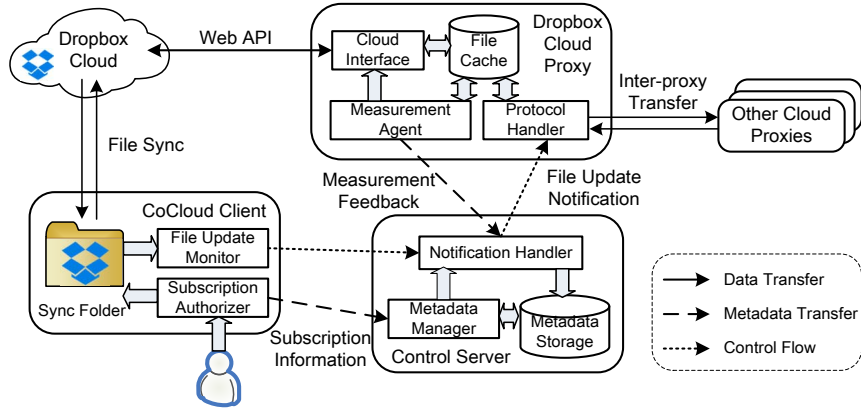 Dropbox
Cloud
Web API
Cloud
Interface
File
Cache
Dropbox
Cloud
Proxy
Measurement
Agent
Protocol
Handler
Inter-proxy
Transfer
Other Cloud
Proxies
File Sync
Measurement
Feedback
File Update
Notification
CoCloud Client
File Update
Monitor
Sync Folder
Subscription
Authorizer
Subscription
Information
Notification Handler
Metadata
Manager
Metadata
Storage
Control Server
Data Transfer
Metadata Transfer
Control Flow